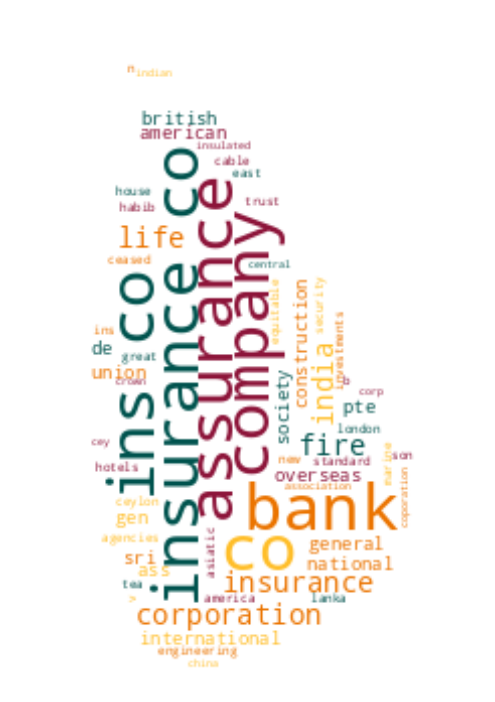 n
indian
british
american
insulated
cable
east
house
habib
trust
insurance co
assurance
company
life
ceased
central
ins co
equitable
construction
security
investments
ins
de
great
union
crown
india
b
corp
pte
society
london
fire
cey
new
standard
son
marine
hotels
overseas
association
coporation
bank
ceylon
gen
agencies
asiatic
co
general
sri
ass
national
tea
insurance
v
america
lanka
corporation
international
engineering
china